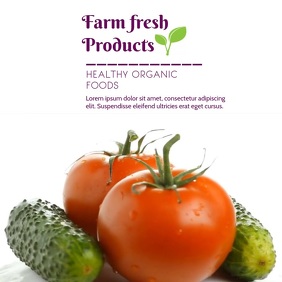 Farm fresh
Products
HEALTHY ORGANIC
FOODS
Lorem ipsum dolor sit amet, consectetur adipiscing elit.
Suspendisse eleifend ultricies erat eget cursus.